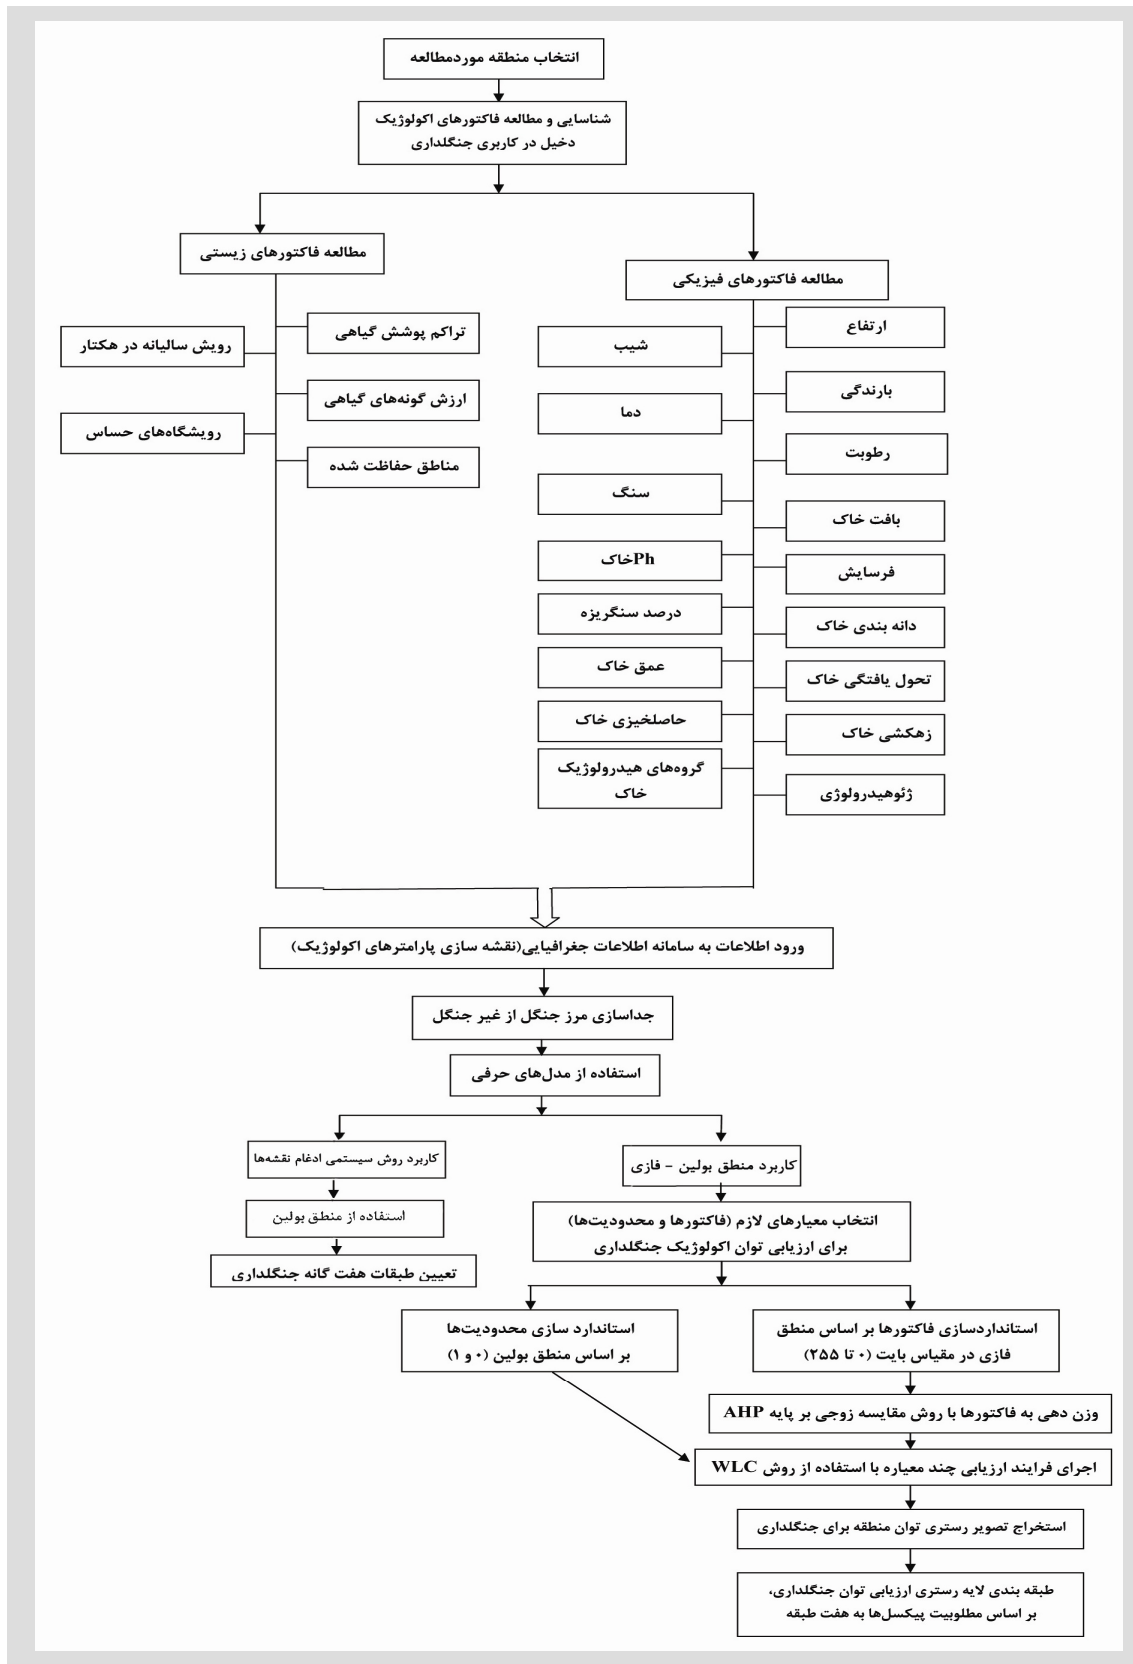 انتخاب منطقه موردمطالعه
شناسایی و مطالعه فاکتورهای اکولوژیک
دخیل در کاربری جنگلداری
مطالعه فاکتورهای فیزیکی
ارتفاع
شیب
بارندگی
دما
رطوبت
سنگ
بافت خاک
Phخاک
فرسایش
درصد سنگریزه
دانه بندی خاک
عمق خاک
تحول یافتگی خاک
حاصلخیزی خاک
زهکشی خاک
گروه‌های هیدرولوژیک
خاک
ژئوهیدرولوژی
مطالعه فاکتورهای زیستی
تراکم پوشش گیاهی
رویش سالیانه در هکتار
ارزش گونه‌های گیاهی
رویشگاه‌های حساس
مناطق حفاظت شده
ورود اطلاعات به سامانه اطلاعات جغرافیایی(نقشه سازی پارامترهای اکولوژیک)
جداسازی مرز جنگل از غیر جنگل
استفاده از مدل‌های حرفی
کاربرد منطق بولین – فازی
انتخاب معیارهای لازم (فاکتورها و محدودیت‌ها)
برای ارزیابی توان اکولوژیک جنگلداری
استانداردسازی فاکتورها بر اساس منطق
فازی در مقیاس بایت (۰ تا ۲۵۵)
وزن دهی به فاکتورها با روش مقایسه زوجی بر پایه AHP
استاندارد سازی محدودیت‌ها
بر اساس منطق بولین (۰ و ۱)
اجرای فرایند ارزیابی چند معیاره با استفاده از روش WLC
استخراج تصویر رستری توان منطقه برای جنگلداری
طبقه بندی لایه رستری ارزیابی توان جنگلداری،
بر اساس مطلوبیت پیکسل‌ها به هفت طبقه
کاربرد روش سیستمی ادغام نقشه‌ها
استفاده از منطق بولین
تعیین طبقات هفت گانه جنگلداری